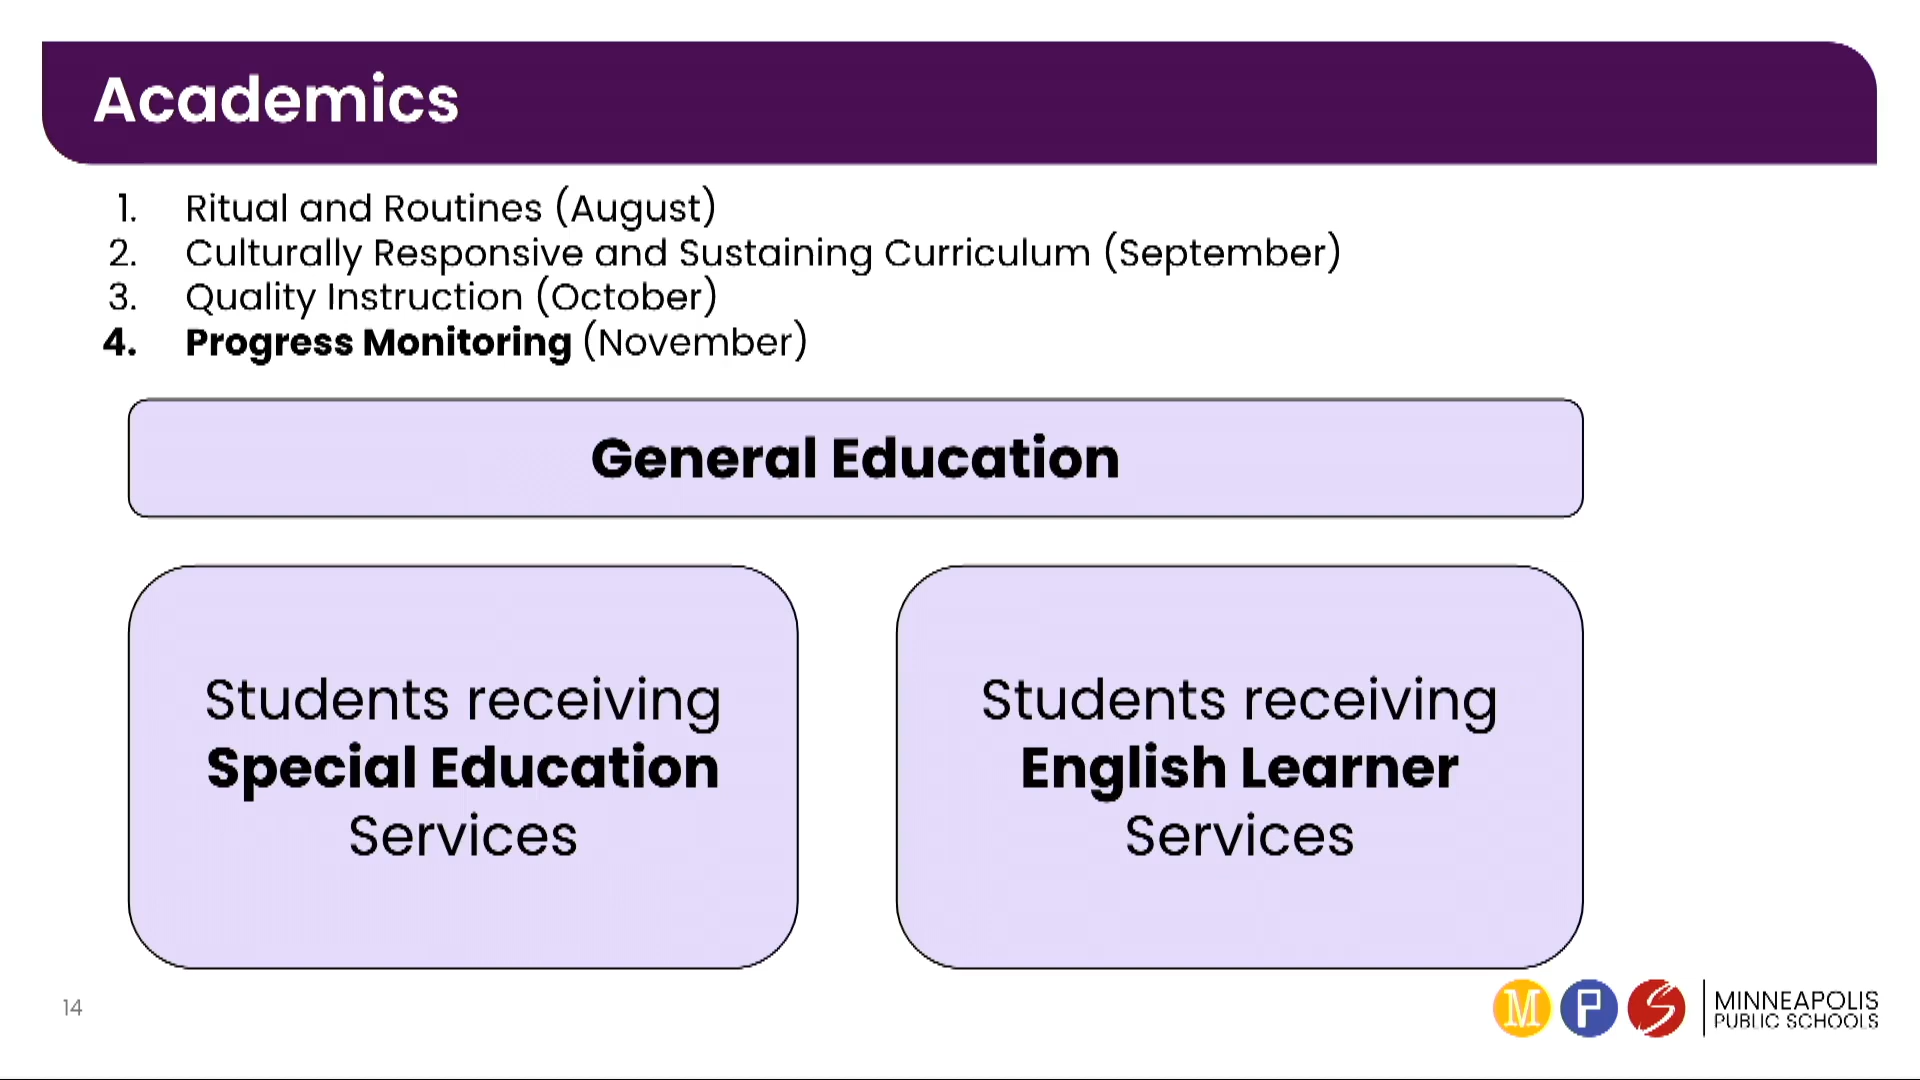 Academics
1. Ritual and Routines (August)
2. Culturally Responsive and Sustaining Curriculum (September)
3. Quality Instruction (October)
4. Progress Monitoring (November)
General Education
Students receiving
Special Education
Services
Students receiving
English Learner
Services
14
M P S
MINNEAPOLIS
PUBLIC SCHOOLS